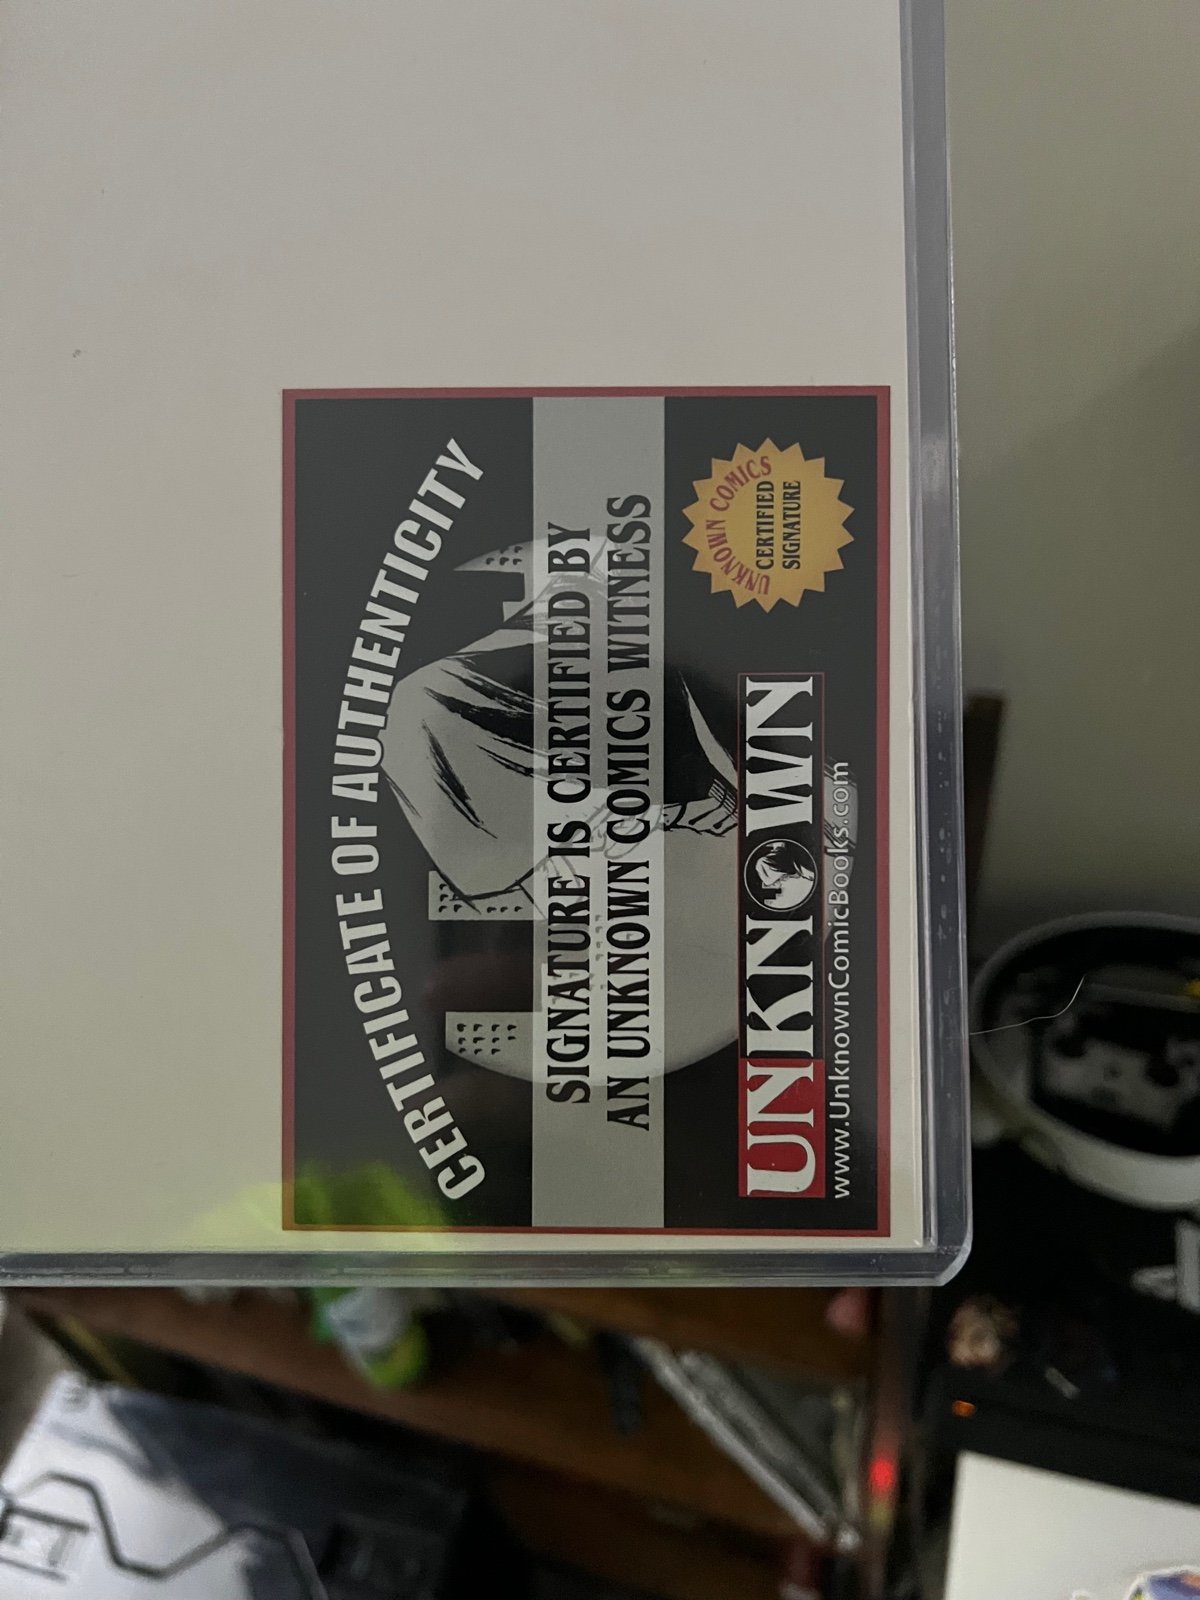 CERTIFICATE OF AUTHENTICITY
SIGNATURE IS CERTIFIED BY
AN UNKNOWN COMICS WITNESS
UNKNOWN
www.UnknownComicBooks.com
UNKNOWN COMICS
CERTIFIED
SIGNATURE